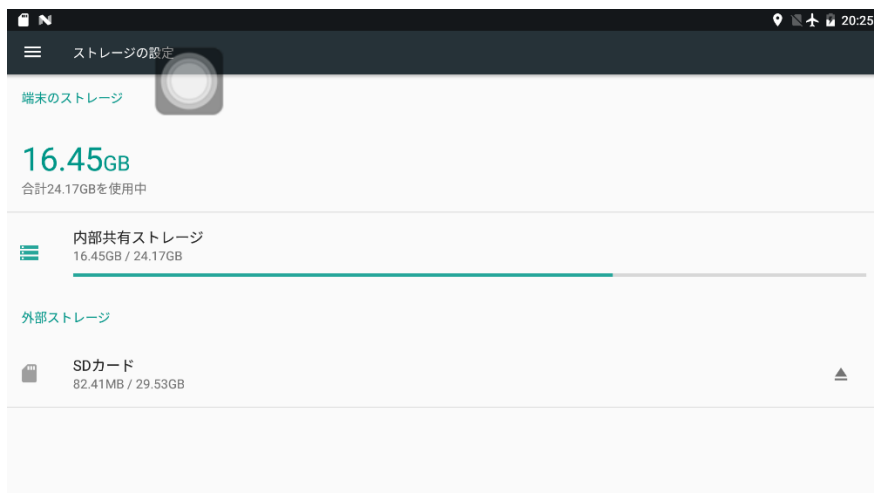 20:25
ストレージの設定
端末のストレージ
16.45GB
合計24.17GBを使用中
内部共有ストレージ
16.45GB / 24.17GB
外部ストレージ
SDカード
82.41MB / 29.53GB